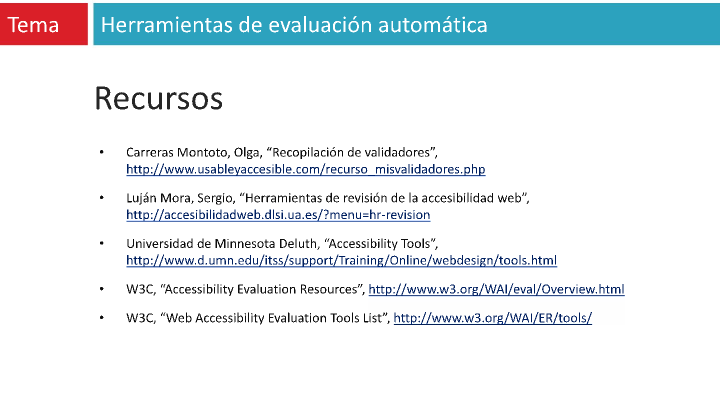 Tema
Herramientas de evaluación automática
Recursos
• Carreras Montoto, Olga, “Recopilación de validadores”,
http://www.usableyaccesible.com/recurso_misvalidadores.php
• Luján Mora, Sergio, “Herramientas de revisión de la accesibilidad web”,
http://accesibilidadweb.dlsi.ua.es/?menu=hr-revision
• Universidad de Minnesota Deluth, “Accessibility Tools”,
http://www.d.umn.edu/itss/support/Training/Online/webdesign/tools.html
• W3C, “Accessibility Evaluation Resources”, http://www.w3.org/WAI/eval/Overview.html
• W3C, “Web Accessibility Evaluation Tools List”, http://www.w3.org/WAI/ER/tools/